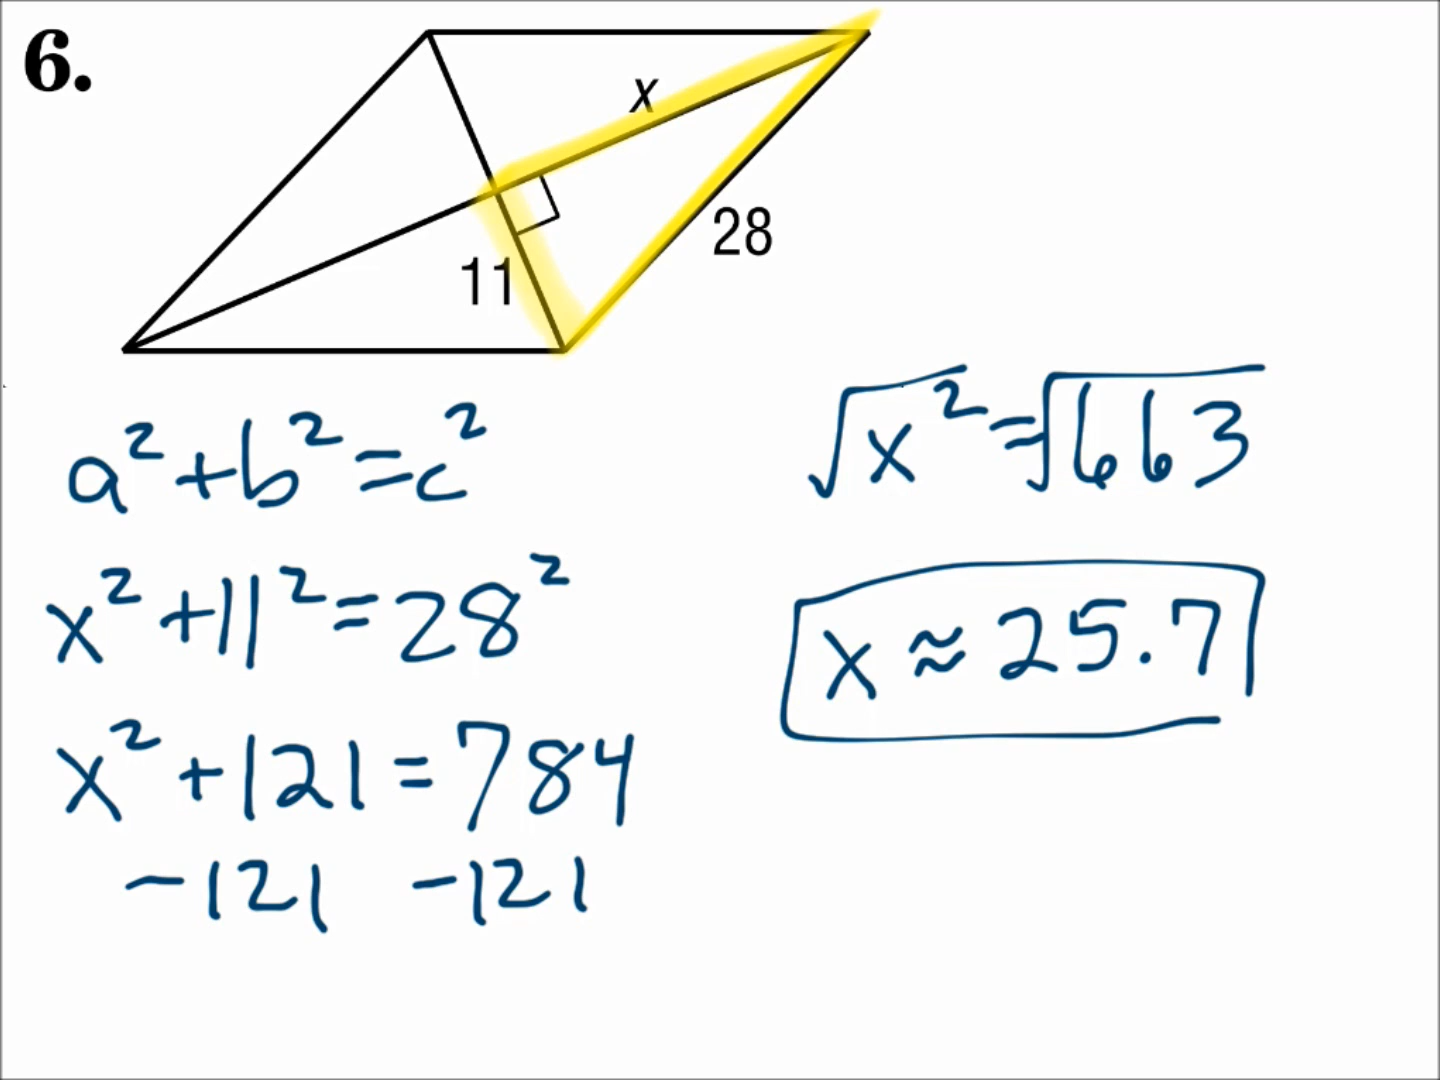 6.
x
28
11
a² + b² = c²
x² + 11² = 28²
x² + 121 = 784
-121 -121
√x² = √663
x ≈ 25.7